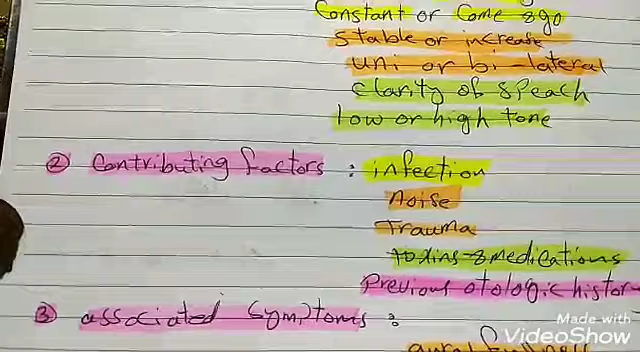 Constant or Come & go
Stable or increase
Uni or bi-lateral
clarity of Speach
low or high tone
② Contributing factors : infection
Noise
Trauma
toxins & medications
Previous otologic histor
③ associated Symptoms :
Made with
VideoShow